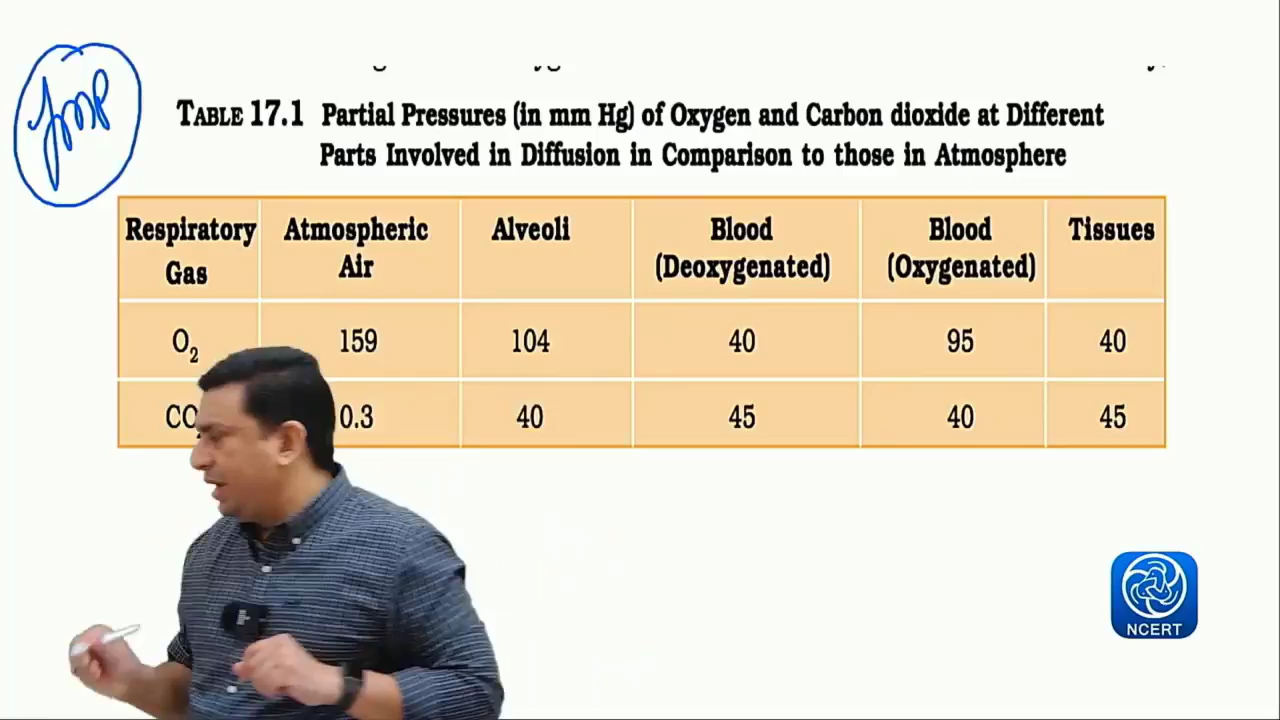 Imp
TABLE 17.1 Partial Pressures (in mm Hg) of Oxygen and Carbon dioxide at Different
Parts Involved in Diffusion in Comparison to those in Atmosphere
Respiratory Gas Atmospheric Air Alveoli Blood (Deoxygenated) Blood (Oxygenated) Tissues
O₂ 159 104 40 95 40
CO 0.3 40 45 40 45
NCERT